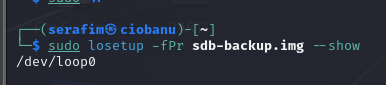 ┌──(serafim㉿ciobanu)-[~]
└─$ sudo losetup -fPr sdb-backup.img --show
/dev/loop0